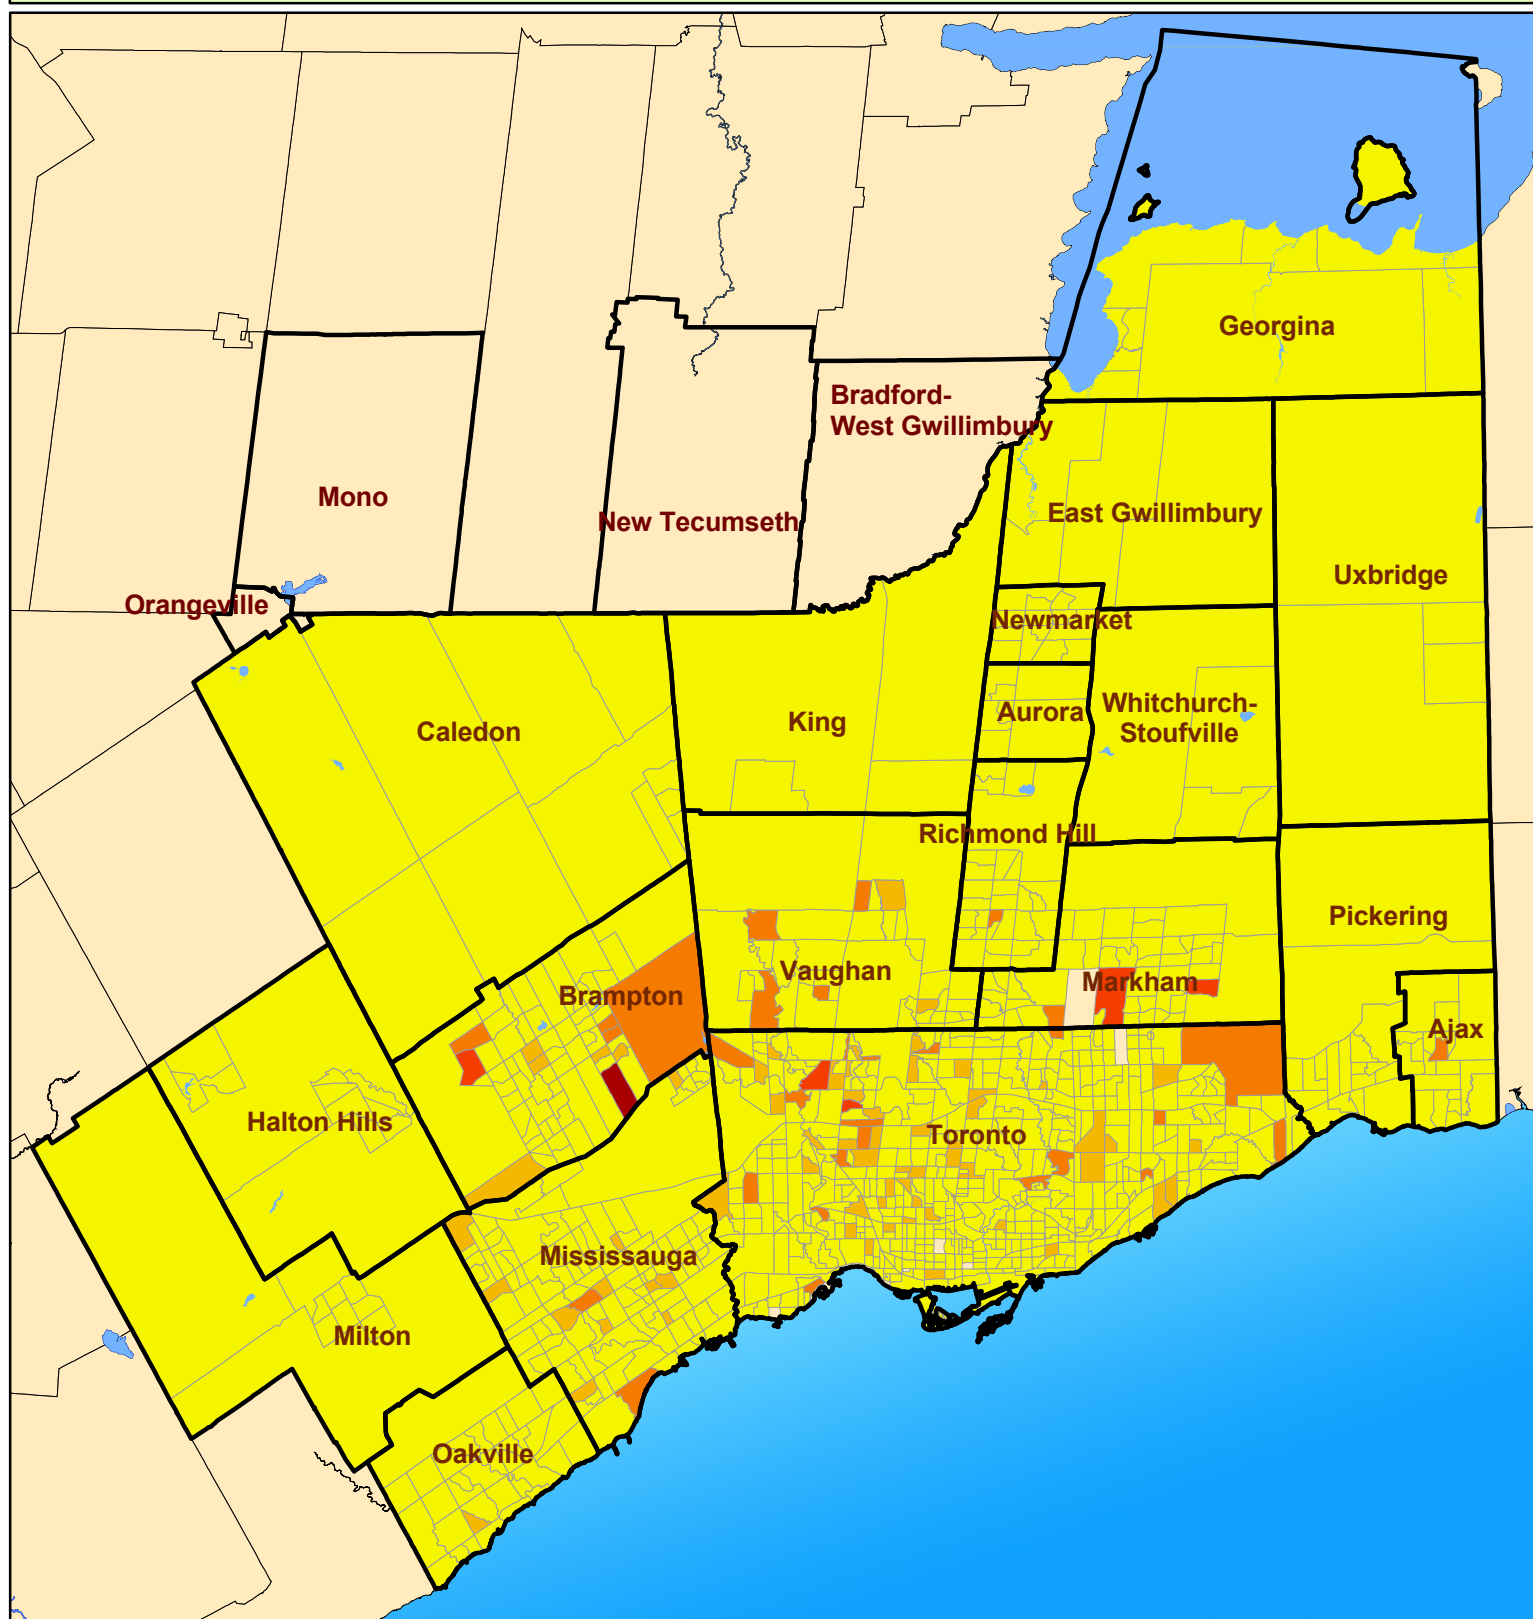 Georgina
Bradford-
West Gwillimbury
Mono
New Tecumseth
East Gwillimbury
Uxbridge
Orangeville
Newmarket
Caledon
King
Aurora
Whitchurch-
Stoufville
Richmond Hill
Pickering
Vaughan
Markham
Brampton
Ajax
Halton Hills
Toronto
Mississauga
Milton
Oakville